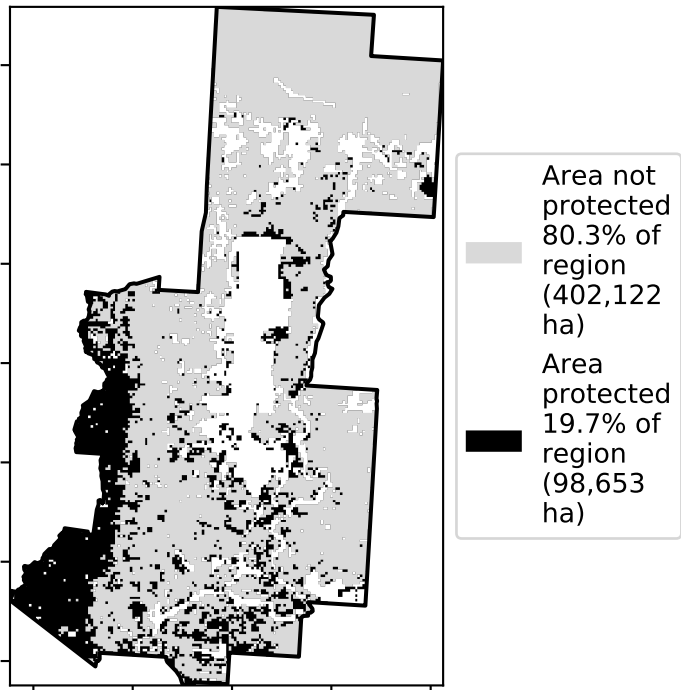 Area not
protected
80.3% of
region
(402,122
ha)
Area
protected
19.7% of
region
(98,653
ha)